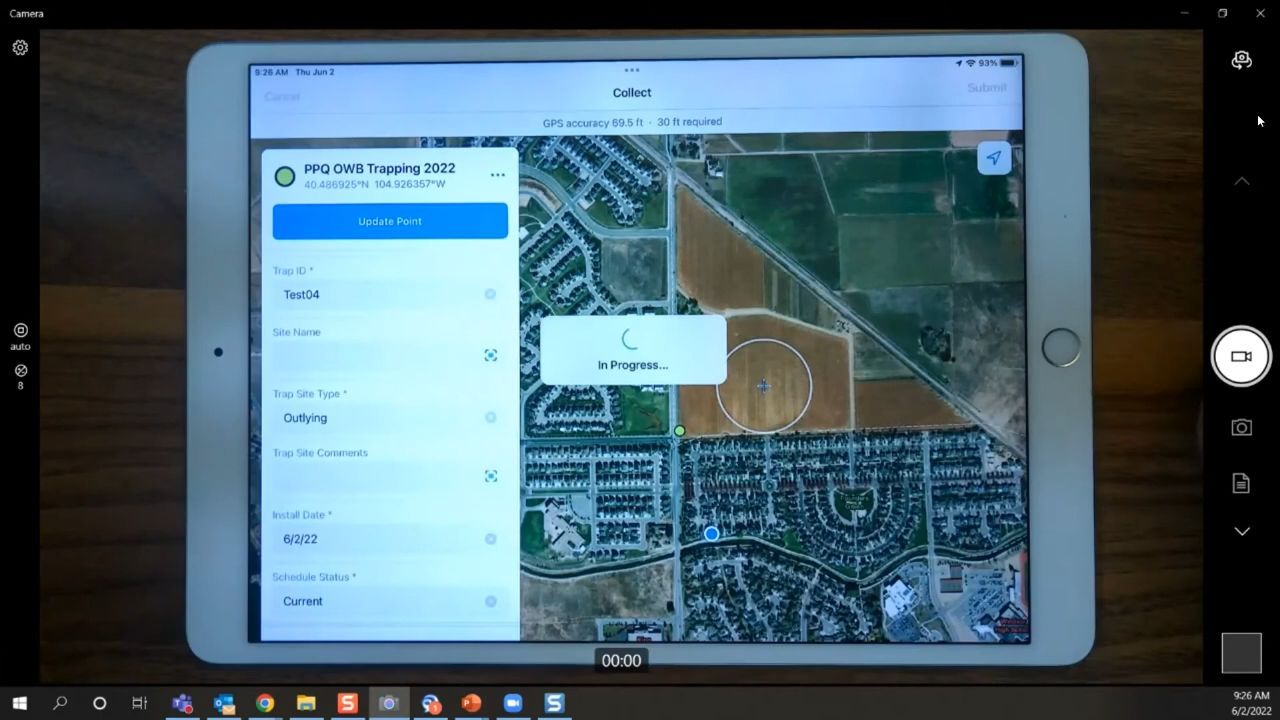 Camera
9:26 AM Thu Jun 2
93%
Cancel
Collect
Submit
GPS accuracy 69.5 ft · 30 ft required
PPQ OWB Trapping 2022
40.486925°N 104.926357°W
Update Point
Trap ID *
Test04
Site Name
Trap Site Type *
Outlying
Trap Site Comments
Install Date *
6/2/22
Schedule Status *
Current
In Progress...
auto
8
00:00
9:26 AM
6/2/2022